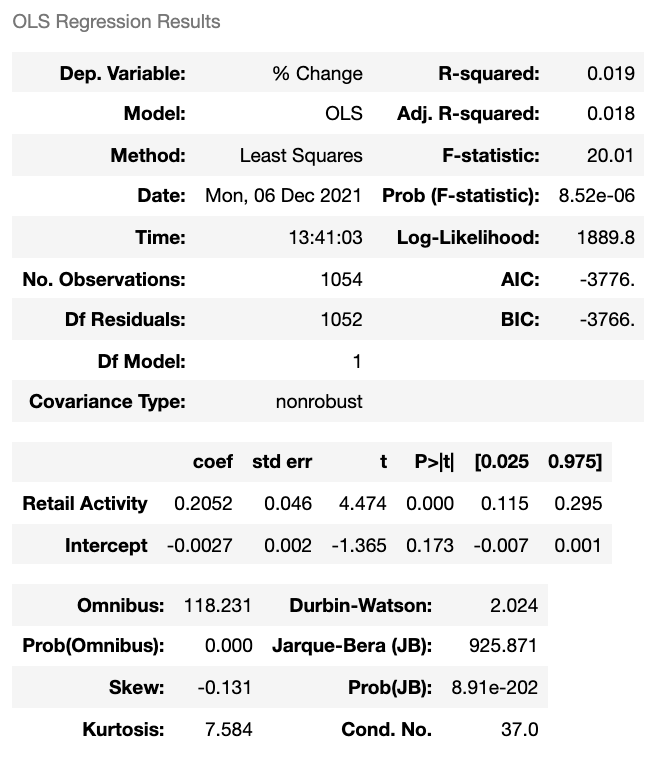 OLS Regression Results
Dep. Variable: % Change R-squared: 0.019
Model: OLS Adj. R-squared: 0.018
Method: Least Squares F-statistic: 20.01
Date: Mon, 06 Dec 2021 Prob (F-statistic): 8.52e-06
Time: 13:41:03 Log-Likelihood: 1889.8
No. Observations: 1054 AIC: -3776.
Df Residuals: 1052 BIC: -3766.
Df Model: 1
Covariance Type: nonrobust
coef std err t P>|t| [0.025 0.975]
Retail Activity 0.2052 0.046 4.474 0.000 0.115 0.295
Intercept -0.0027 0.002 -1.365 0.173 -0.007 0.001
Omnibus: 118.231 Durbin-Watson: 2.024
Prob(Omnibus): 0.000 Jarque-Bera (JB): 925.871
Skew: -0.131 Prob(JB): 8.91e-202
Kurtosis: 7.584 Cond. No. 37.0